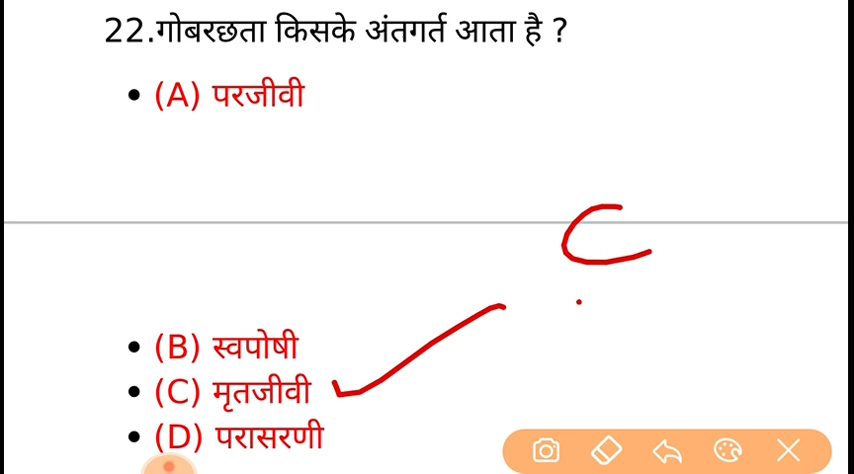 22.गोबरछता किसके अंतगर्त आता है ?
• (A) परजीवी
C
• (B) स्वपोषी
• (C) मृतजीवी
• (D) परासरणी